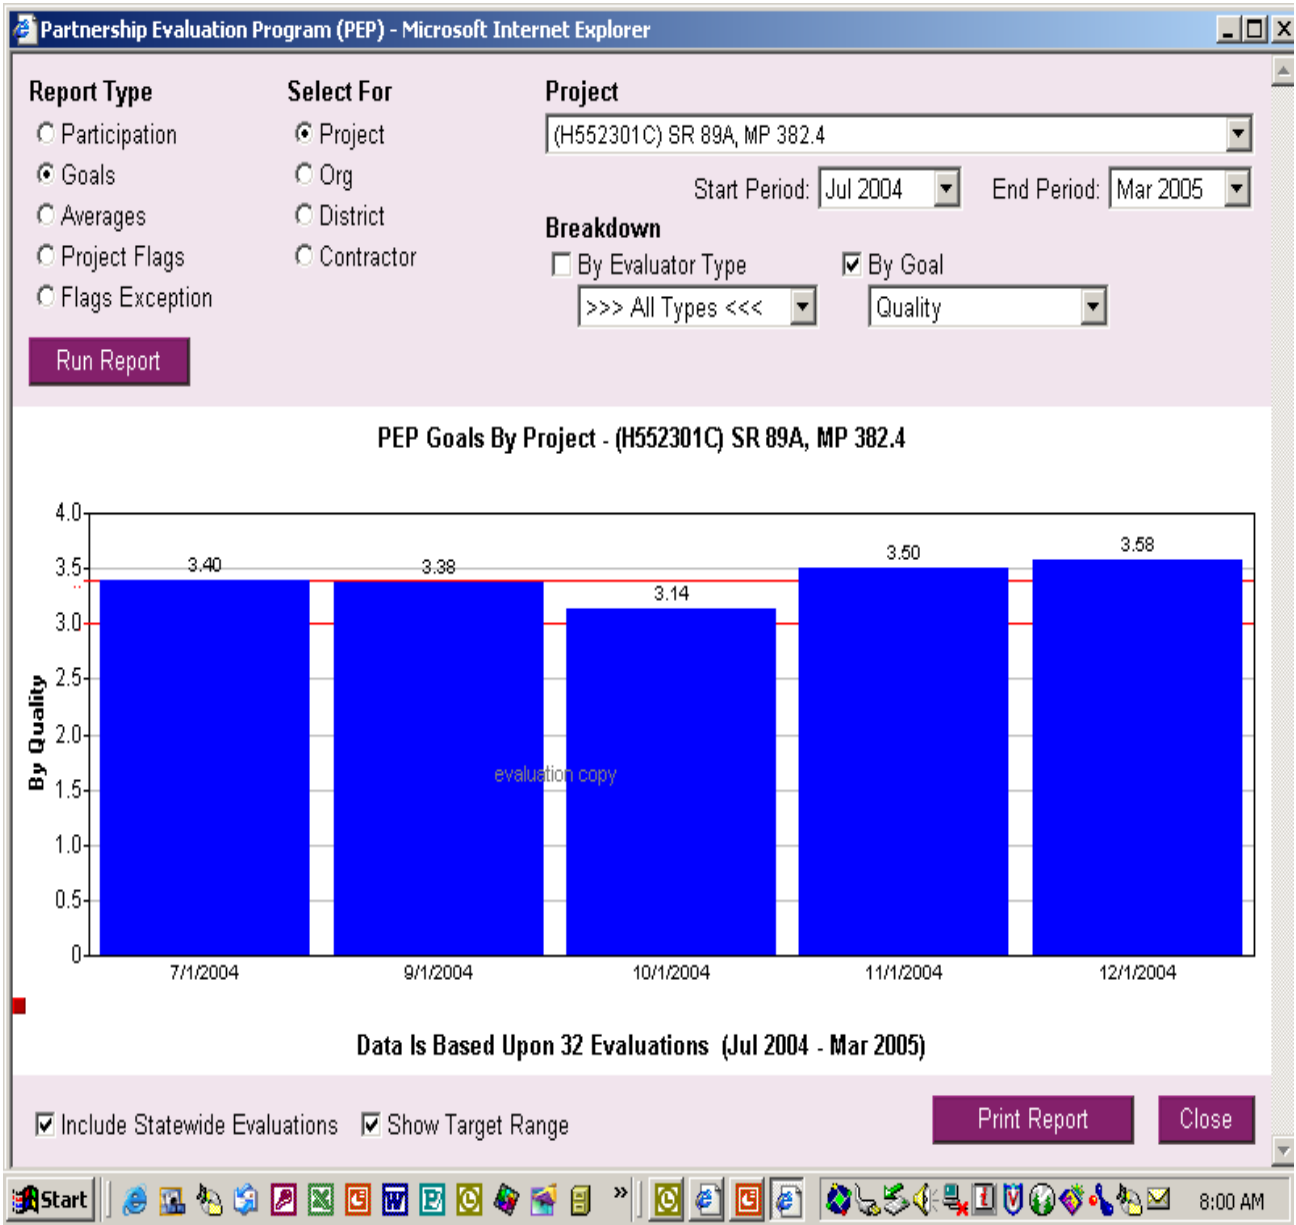 Partnership Evaluation Program (PEP) - Microsoft Internet Explorer
Report Type
Select For
Project
Participation
Project
(H552301C) SR 89A, MP 382.4
Goals
Org
Start Period: Jul 2004
End Period: Mar 2005
Averages
District
Breakdown
Project Flags
Contractor
By Evaluator Type
By Goal
Flags Exception
>>> All Types <<<
Quality
Run Report
PEP Goals By Project - (H552301C) SR 89A, MP 382.4
4.0
3.5
3.0
2.5
2.0
1.5
1.0
0.5
0
By Quality
3.40
3.38
3.14
3.50
3.58
evaluation copy
7/1/2004
9/1/2004
10/1/2004
11/1/2004
12/1/2004
Data Is Based Upon 32 Evaluations (Jul 2004 - Mar 2005)
Include Statewide Evaluations
Show Target Range
Print Report
Close
Start
»
8:00 AM